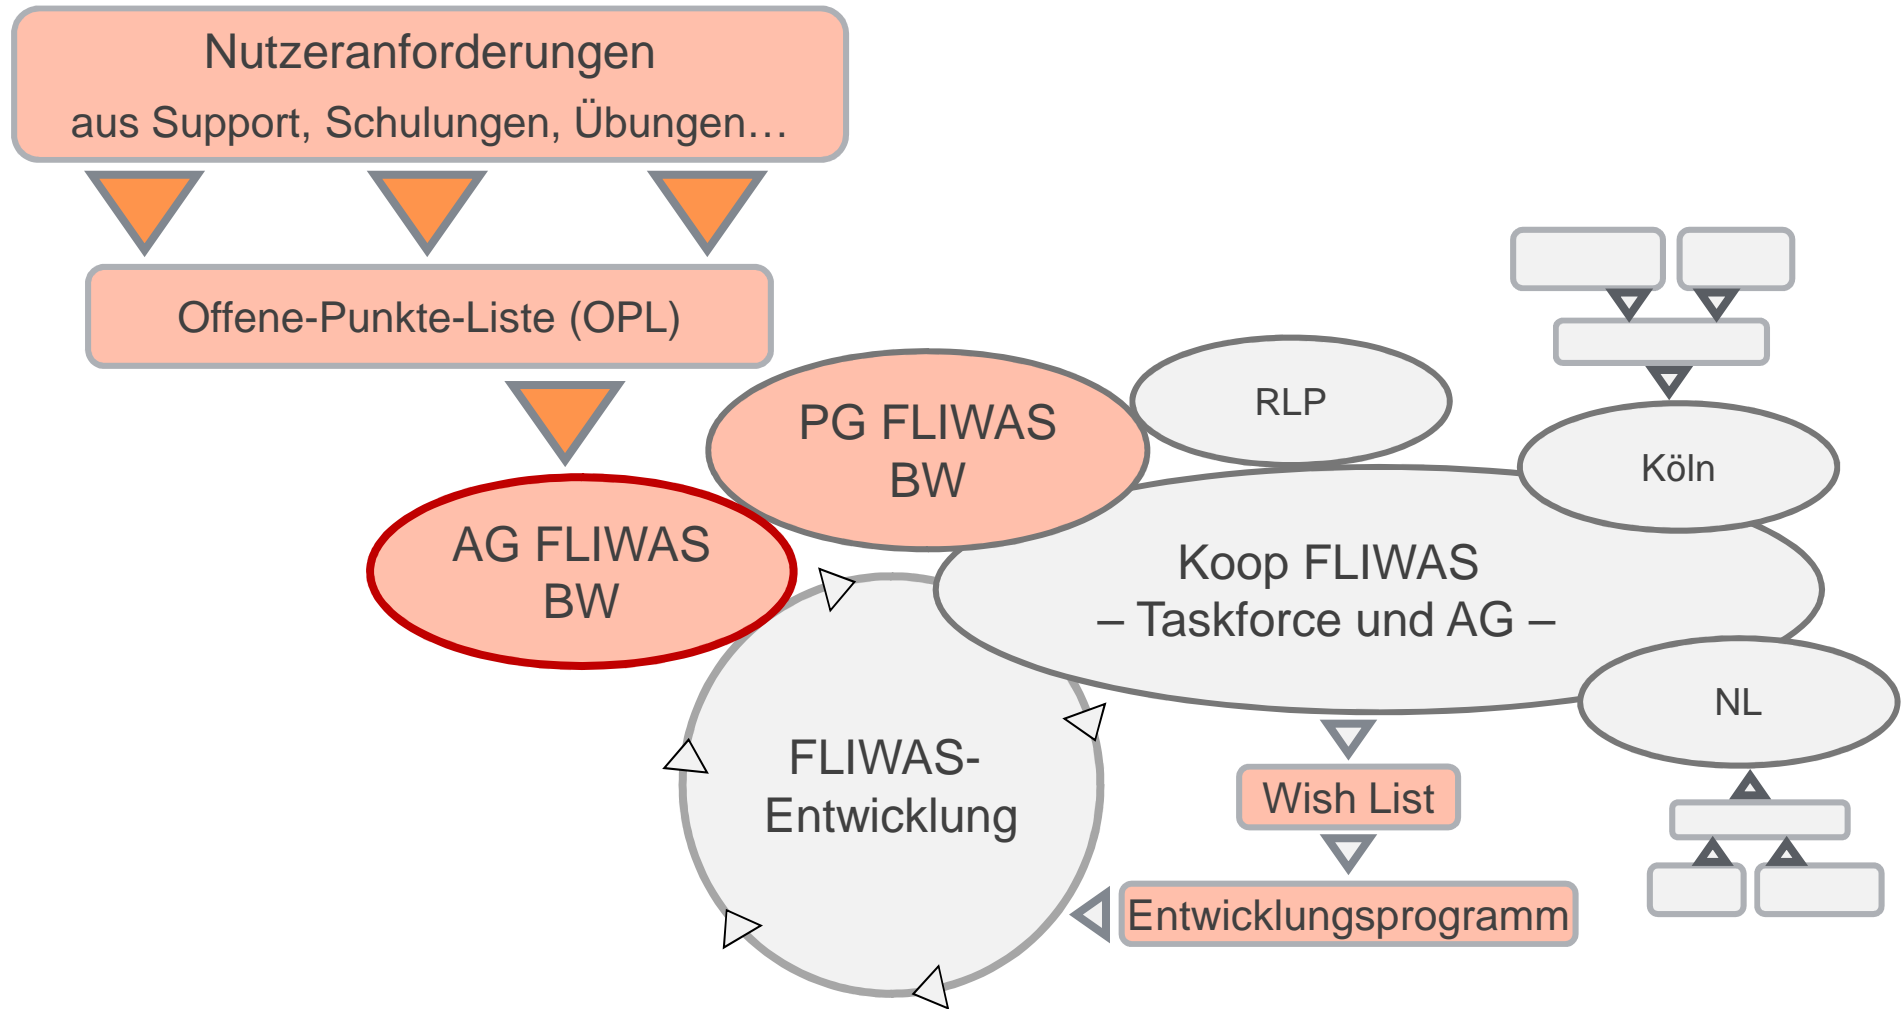 Nutzeranforderungen
aus Support, Schulungen, Übungen…
Offene-Punkte-Liste (OPL)
PG FLIWAS
BW
RLP
Köln
AG FLIWAS
BW
Koop FLIWAS
– Taskforce und AG –
NL
FLIWAS-
Entwicklung
Wish List
Entwicklungsprogramm